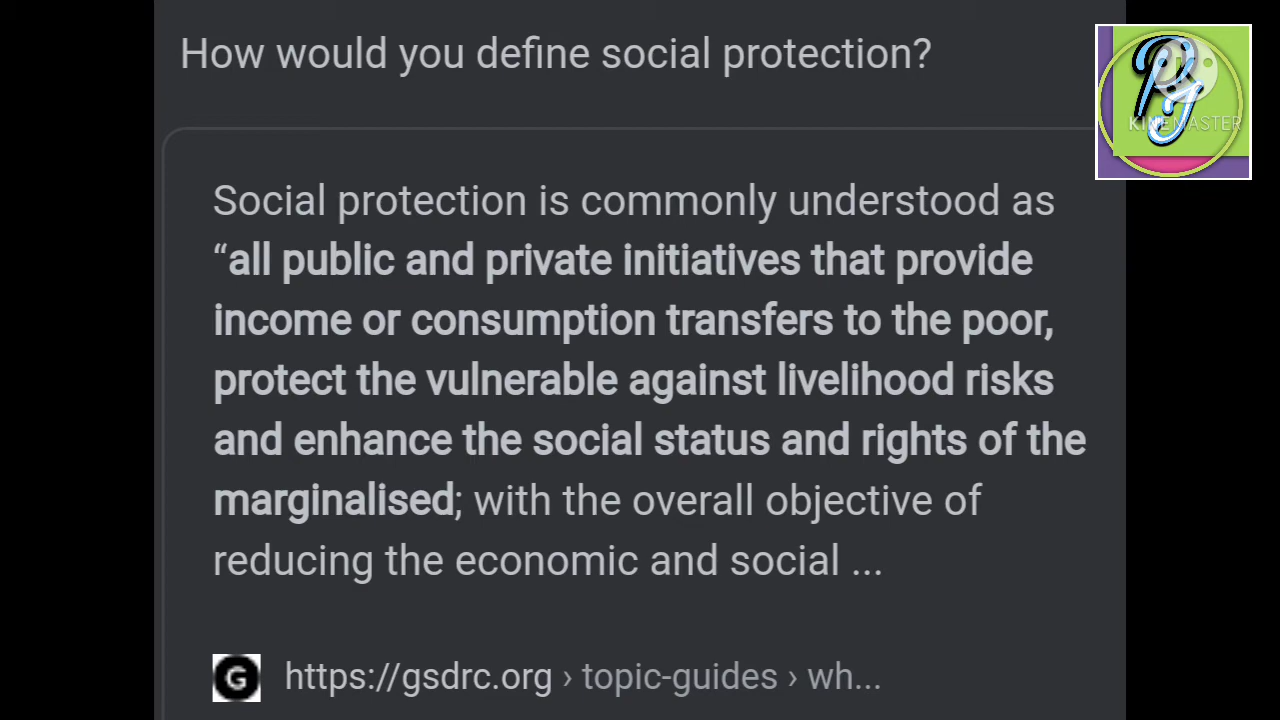 How would you define social protection?
KINEMASTER
Social protection is commonly understood as
“all public and private initiatives that provide
income or consumption transfers to the poor,
protect the vulnerable against livelihood risks
and enhance the social status and rights of the
marginalised; with the overall objective of
reducing the economic and social ...
G https://gsdrc.org › topic-guides › wh...